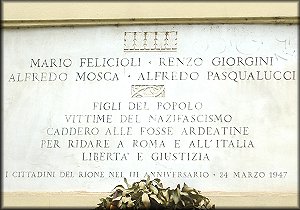 MARIO FELICIOLI · RENZO GIORGINI
ALFREDO MOSCA · ALFREDO PASQUALUCCI
FIGLI DEL POPOLO
VITTIME DEL NAZIFASCISMO
CADDERO ALLE FOSSE ARDEATINE
PER RIDARE A ROMA E ALL'ITALIA
LIBERTA' E GIUSTIZIA
I CITTADINI DEL RIONE NEL III ANNIVERSARIO · 24 MARZO 1947